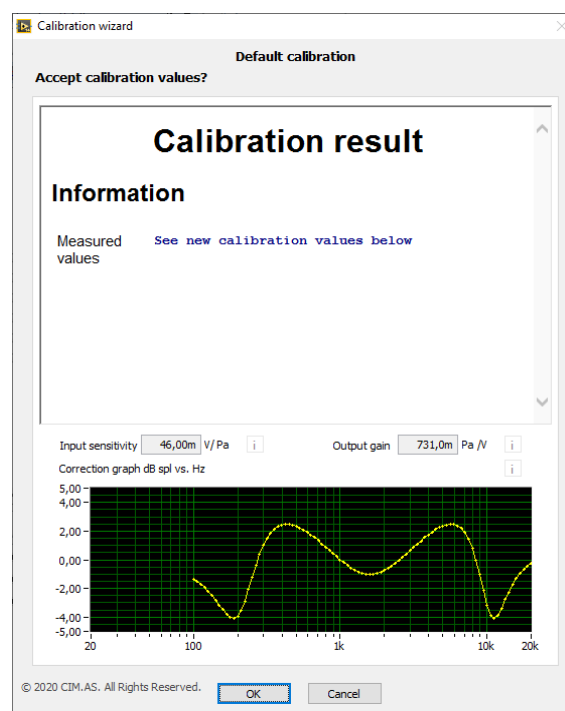 Calibration wizard
Default calibration
Accept calibration values?
Calibration result
Information
Measured values
See new calibration values below
Input sensitivity 46,00m V/ Pa i Output gain 731,0m Pa /V i
Correction graph dB spl vs. Hz i
5,00
4,00
2,00
0,00
-2,00
-4,00
-5,00
20 100 1k 10k 20k
© 2020 CIM.AS. All Rights Reserved. OK Cancel